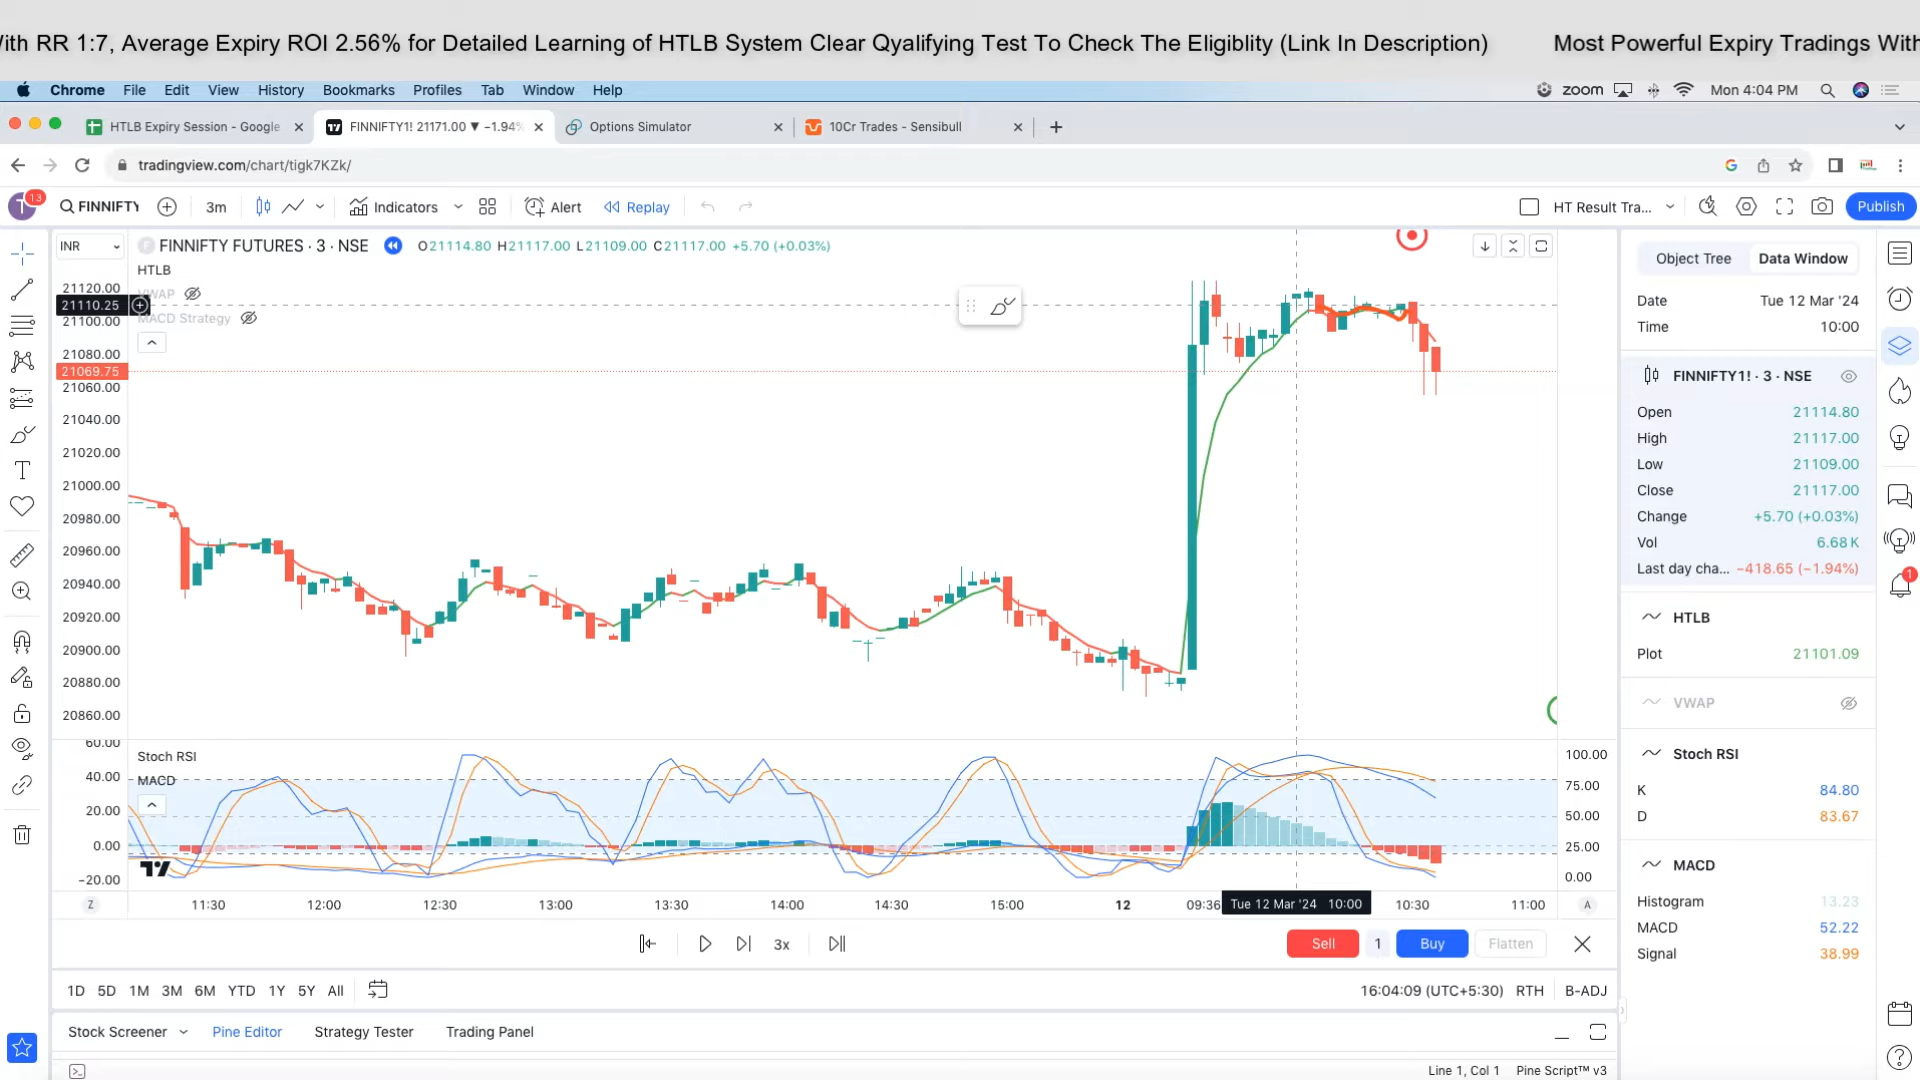 With RR 1:7, Average Expiry ROI 2.56% for Detailed Learning of HTLB System Clear Qyalifying Test To Check The Eligiblity (Link In Description) Most Powerful Expiry Tradings With
Chrome File Edit View History Bookmarks Profiles Tab Window Help zoom Mon 4:04 PM
HTLB Expiry Session - Google FINNIFTY1! 21171.00 ▼ −1.94% Options Simulator 10Cr Trades - Sensibull
tradingview.com/chart/tigk7KZk/
T 13 FINNIFTY 3m Indicators Alert Replay HT Result Tra... Publish
INR F FINNIFTY FUTURES · 3 · NSE O21114.80 H21117.00 L21109.00 C21117.00 +5.70 (+0.03%)
HTLB
VWAP
MACD Strategy
21120.00
21110.25
21100.00
21080.00
21069.75
21060.00
21040.00
21020.00
21000.00
20980.00
20960.00
20940.00
20920.00
20900.00
20880.00
20860.00
60.00
40.00
20.00
0.00
−20.00
Stoch RSI
MACD
100.00
75.00
50.00
25.00
0.00
Z 11:30 12:00 12:30 13:00 13:30 14:00 14:30 15:00 12 09:36 Tue 12 Mar '24 10:00 10:30 11:00 A
3x Sell 1 Buy Flatten
1D 5D 1M 3M 6M YTD 1Y 5Y All 16:04:09 (UTC+5:30) RTH B-ADJ
Stock Screener Pine Editor Strategy Tester Trading Panel
Line 1, Col 1 Pine Script™ v3
Object Tree Data Window
Date Tue 12 Mar '24
Time 10:00
FINNIFTY1! · 3 · NSE
Open 21114.80
High 21117.00
Low 21109.00
Close 21117.00
Change +5.70 (+0.03%)
Vol 6.68 K
Last day cha... −418.65 (−1.94%)
HTLB
Plot 21101.09
VWAP
Stoch RSI
K 84.80
D 83.67
MACD
Histogram 13.23
MACD 52.22
Signal 38.99
1